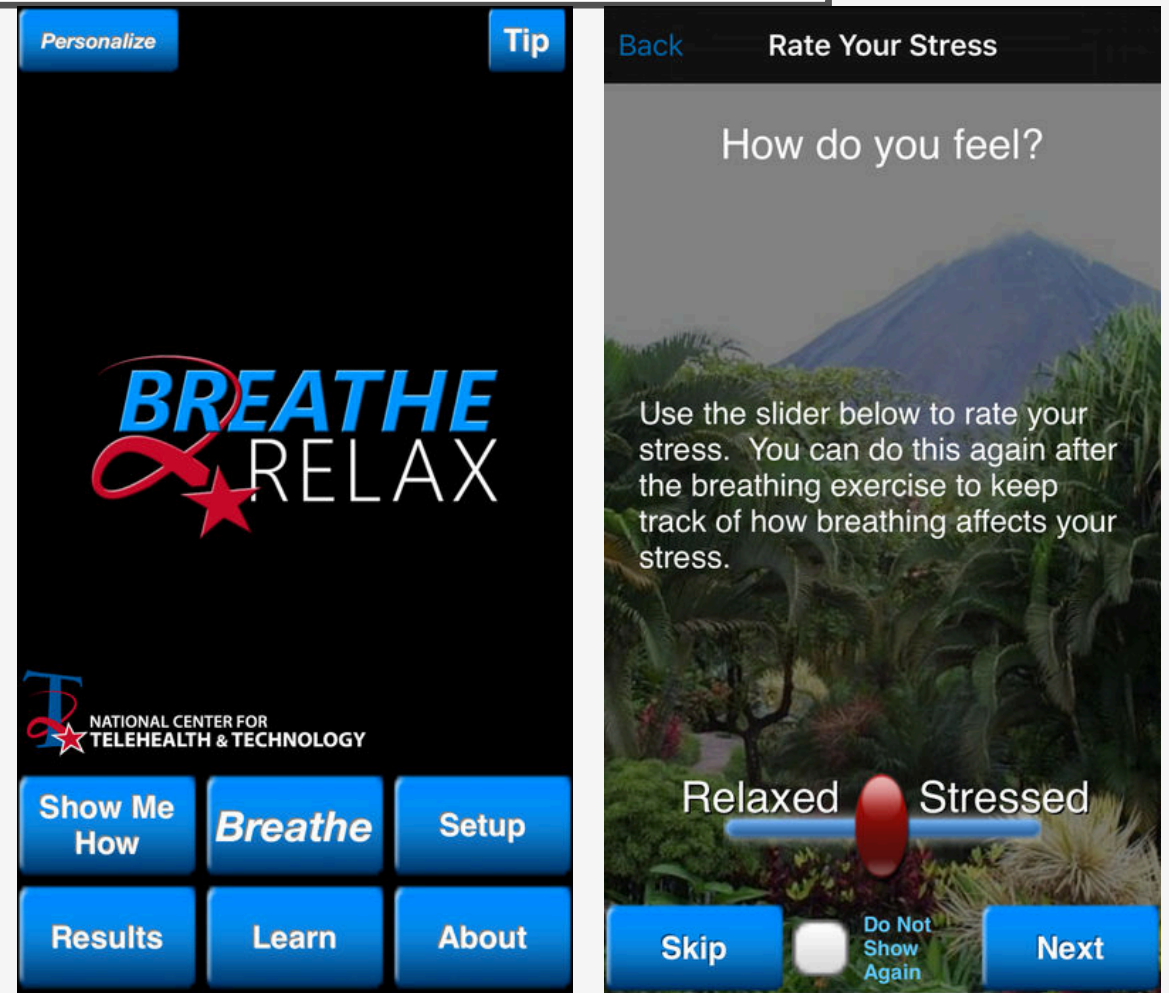 Personalize
Tip
BREATHE
2 RELAX
NATIONAL CENTER FOR
TELEHEALTH & TECHNOLOGY
Show Me
How
Breathe
Setup
Results
Learn
About
Back
Rate Your Stress
How do you feel?
Use the slider below to rate your
stress.  You can do this again after
the breathing exercise to keep
track of how breathing affects your
stress.
Relaxed
Stressed
Skip
Do Not
Show
Again
Next